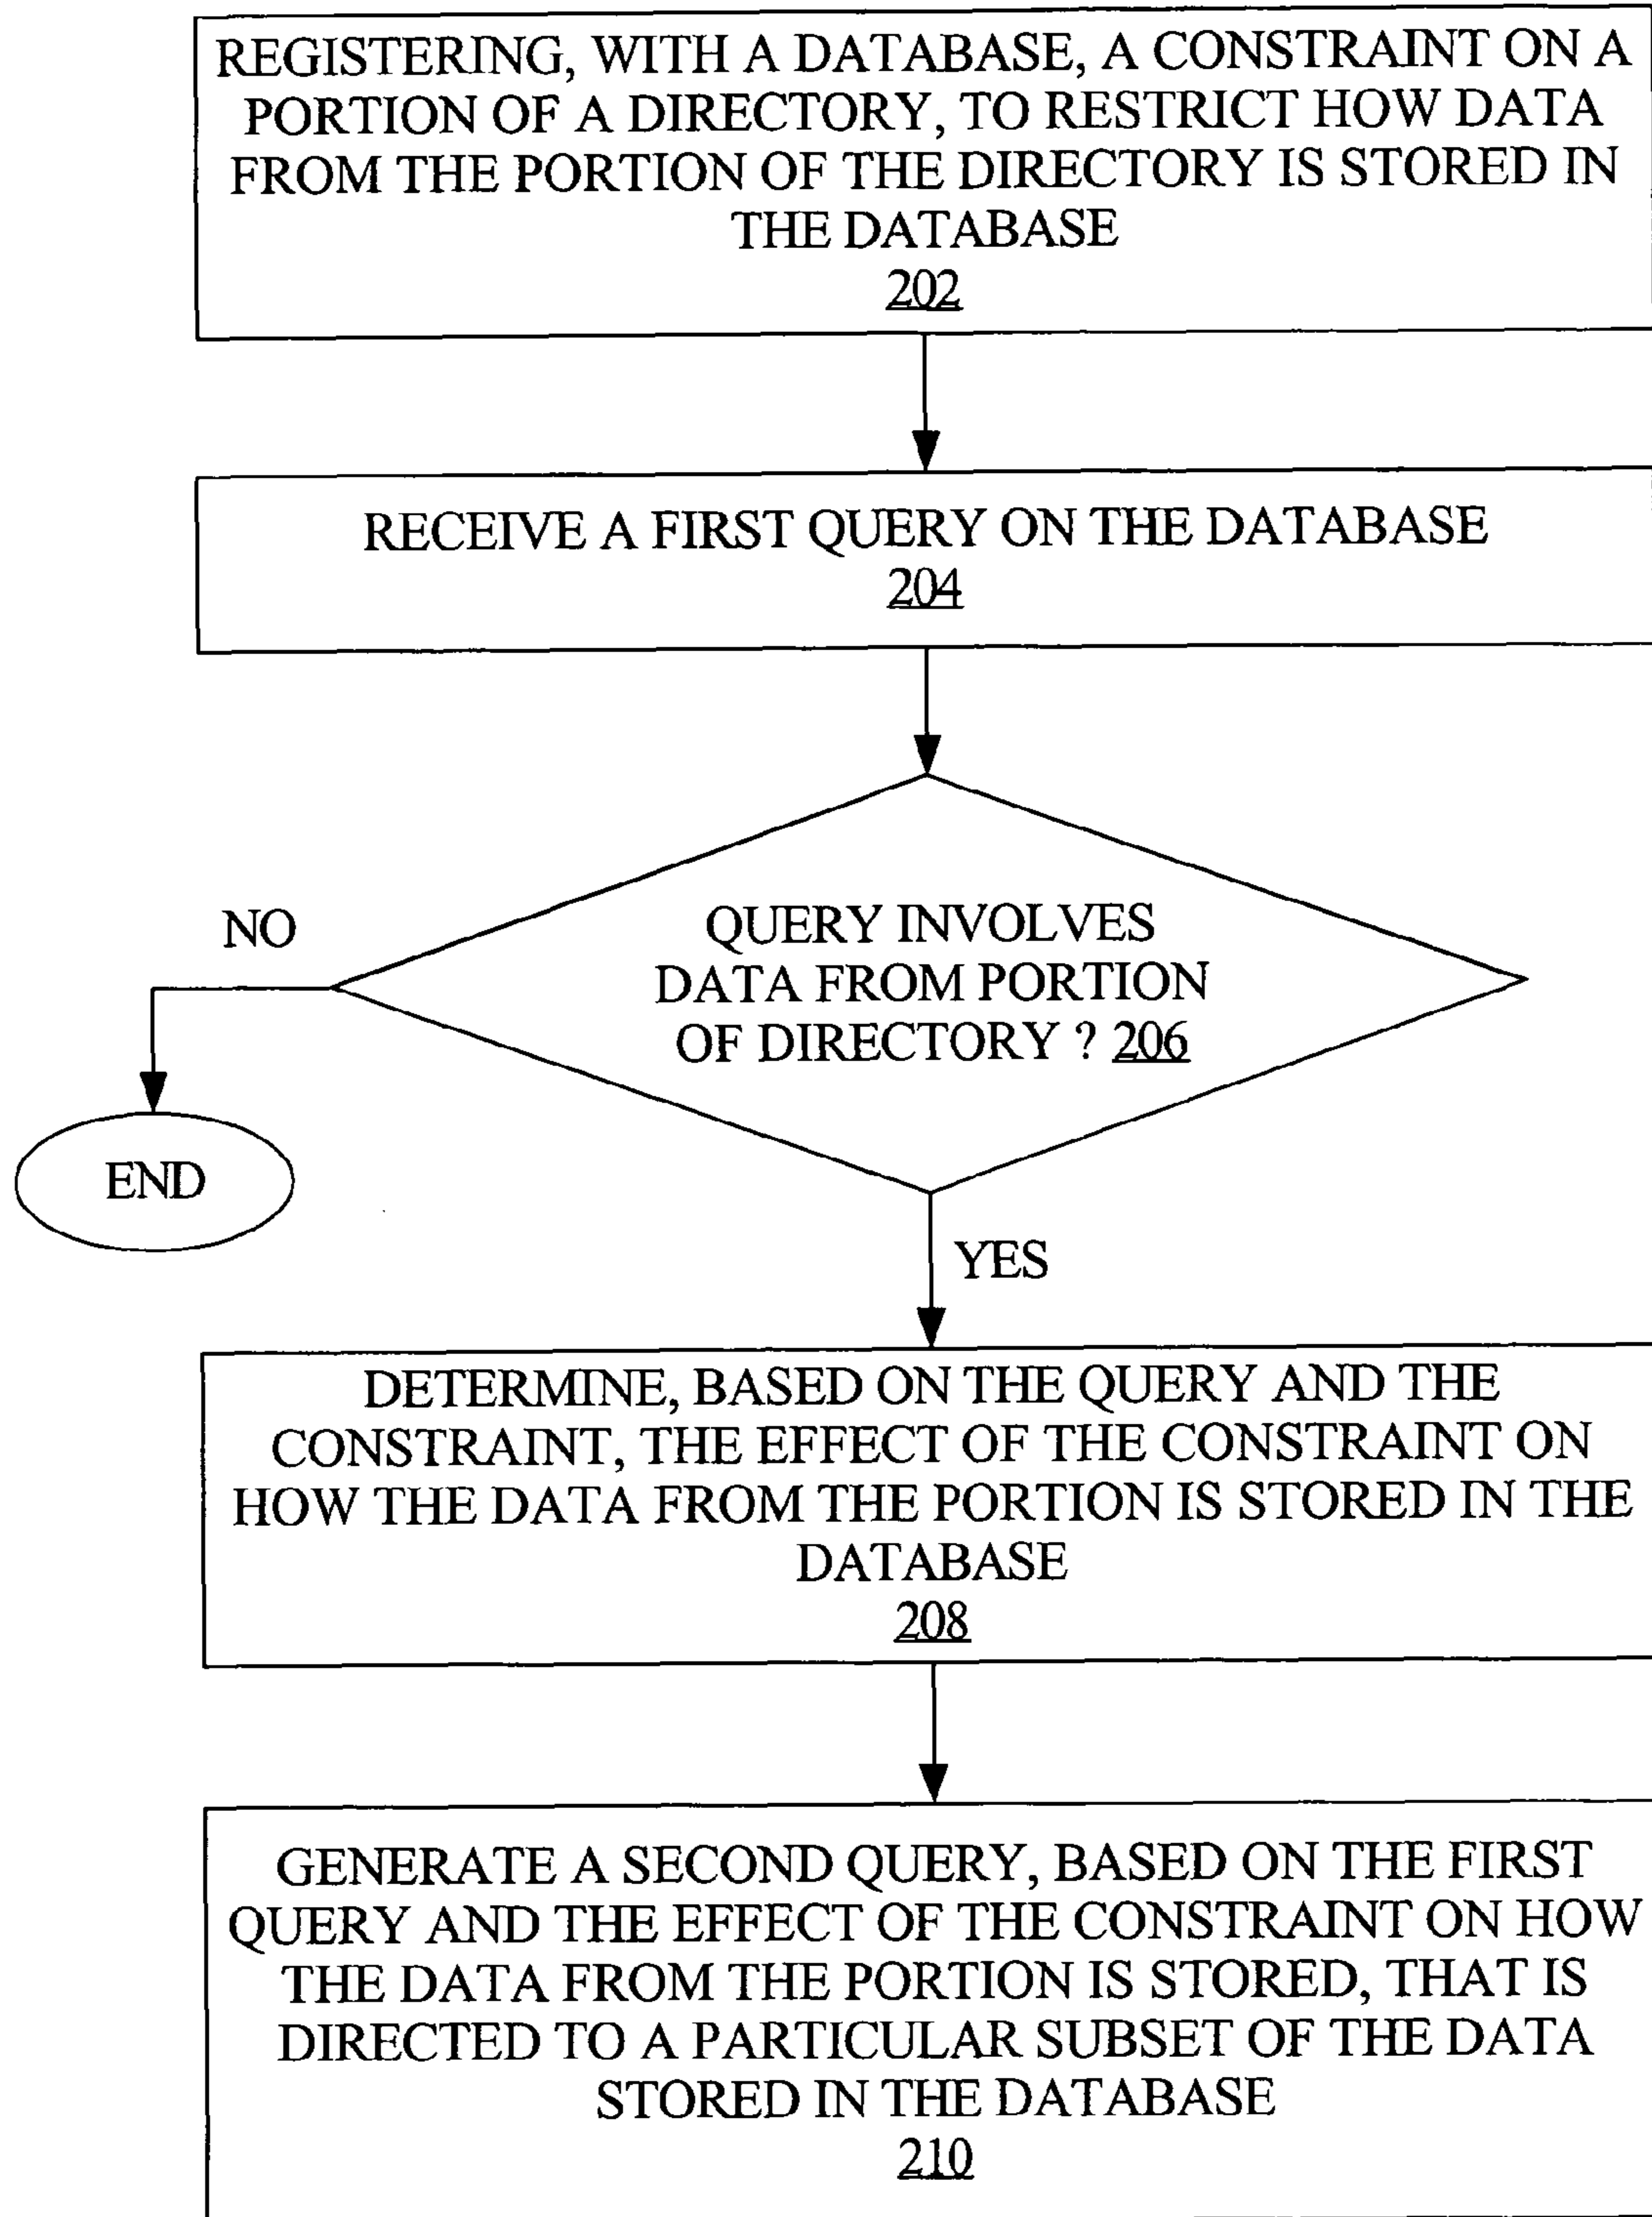 REGISTERING, WITH A DATABASE, A CONSTRAINT ON A
PORTION OF A DIRECTORY, TO RESTRICT HOW DATA
FROM THE PORTION OF THE DIRECTORY IS STORED IN
THE DATABASE
202
RECEIVE A FIRST QUERY ON THE DATABASE
204
QUERY INVOLVES
DATA FROM PORTION
OF DIRECTORY ? 206
NO
END
YES
DETERMINE, BASED ON THE QUERY AND THE
CONSTRAINT, THE EFFECT OF THE CONSTRAINT ON
HOW THE DATA FROM THE PORTION IS STORED IN THE
DATABASE
208
GENERATE A SECOND QUERY, BASED ON THE FIRST
QUERY AND THE EFFECT OF THE CONSTRAINT ON HOW
THE DATA FROM THE PORTION IS STORED, THAT IS
DIRECTED TO A PARTICULAR SUBSET OF THE DATA
STORED IN THE DATABASE
210